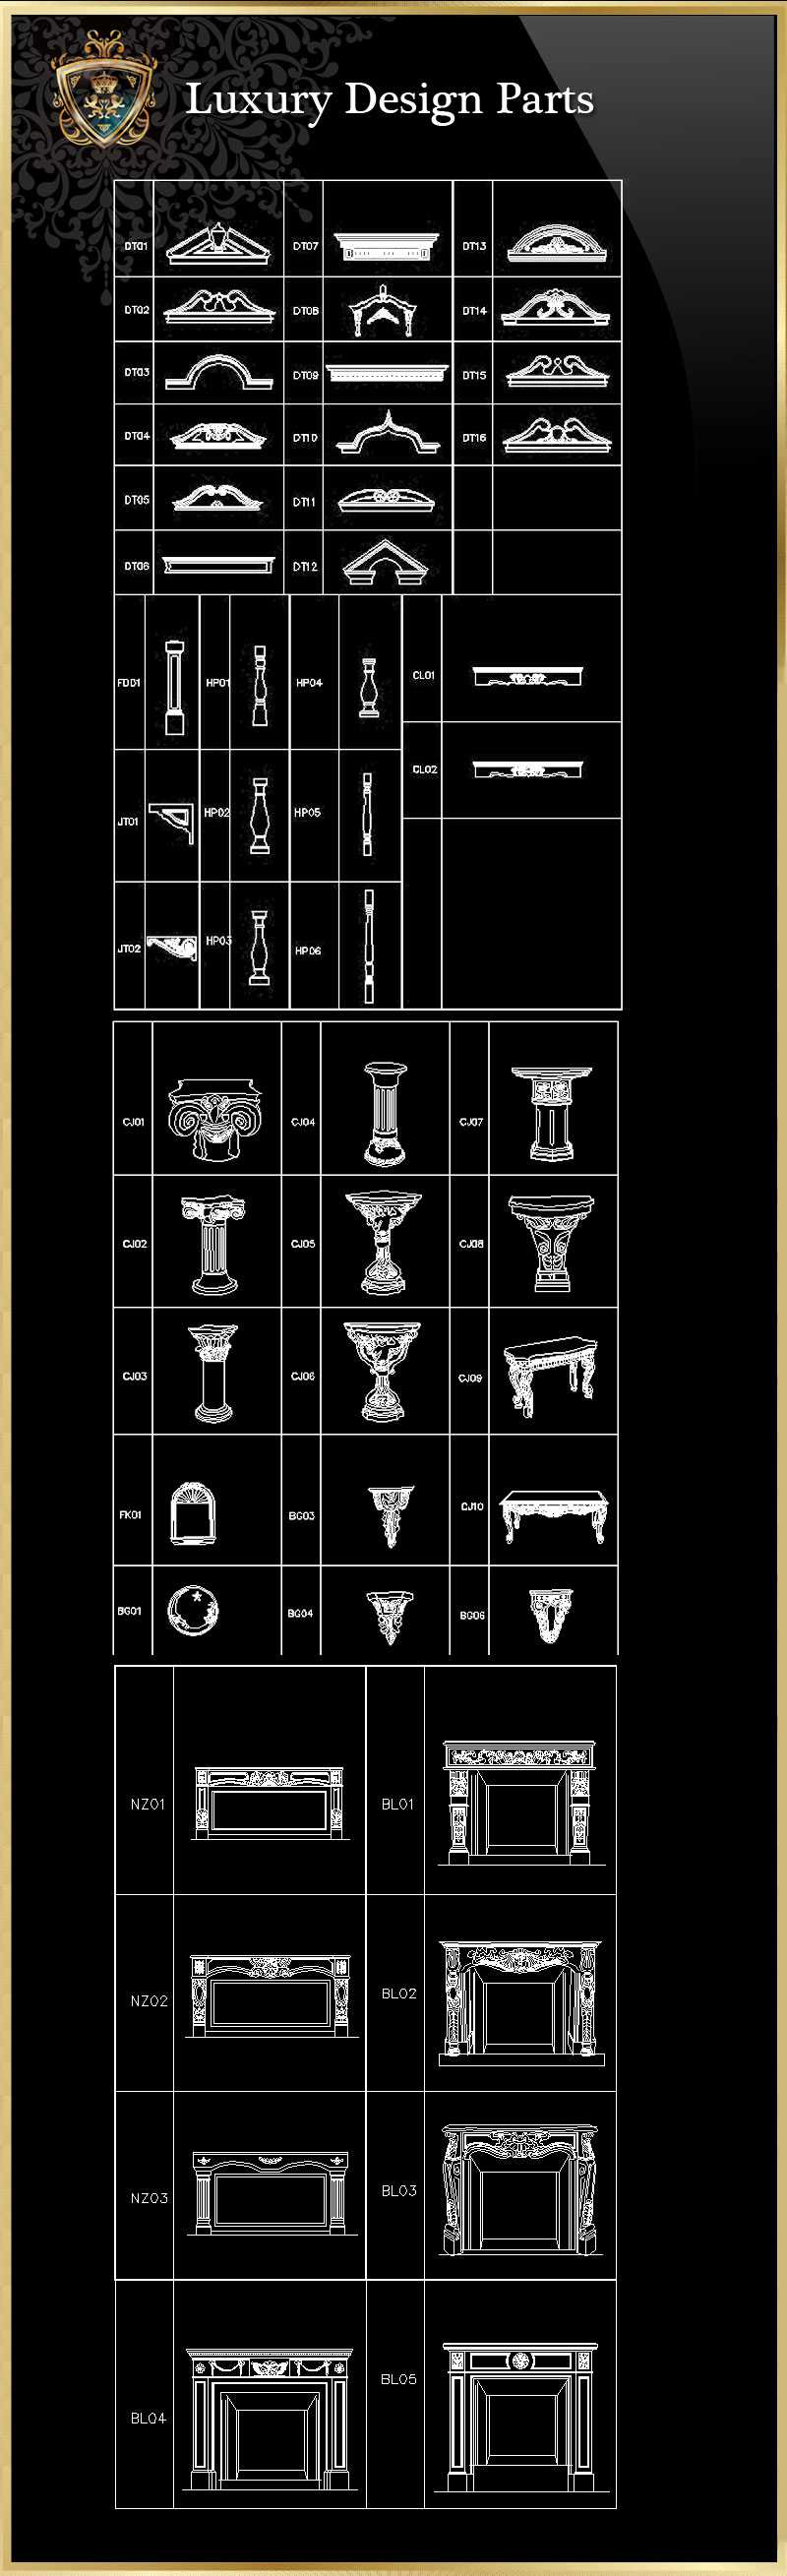 Luxury Design Parts
DT01 DT07 DT13
DT02 DT08 DT14
DT03 DT09 DT15
DT04 DT10 DT16
DT05 DT11
DT06 DT12
FD01 HP01 HP04 CL01
CL02
JT01 HP02 HP05
JT02 HP03 HP06
CJ01 CJ04 CJ07
CJ02 CJ05 CJ08
CJ03 CJ06 CJ09
FK01 BG03 CJ10
BG01 BG04 BG06
NZ01 BL01
NZ02 BL02
NZ03 BL03
BL04 BL05